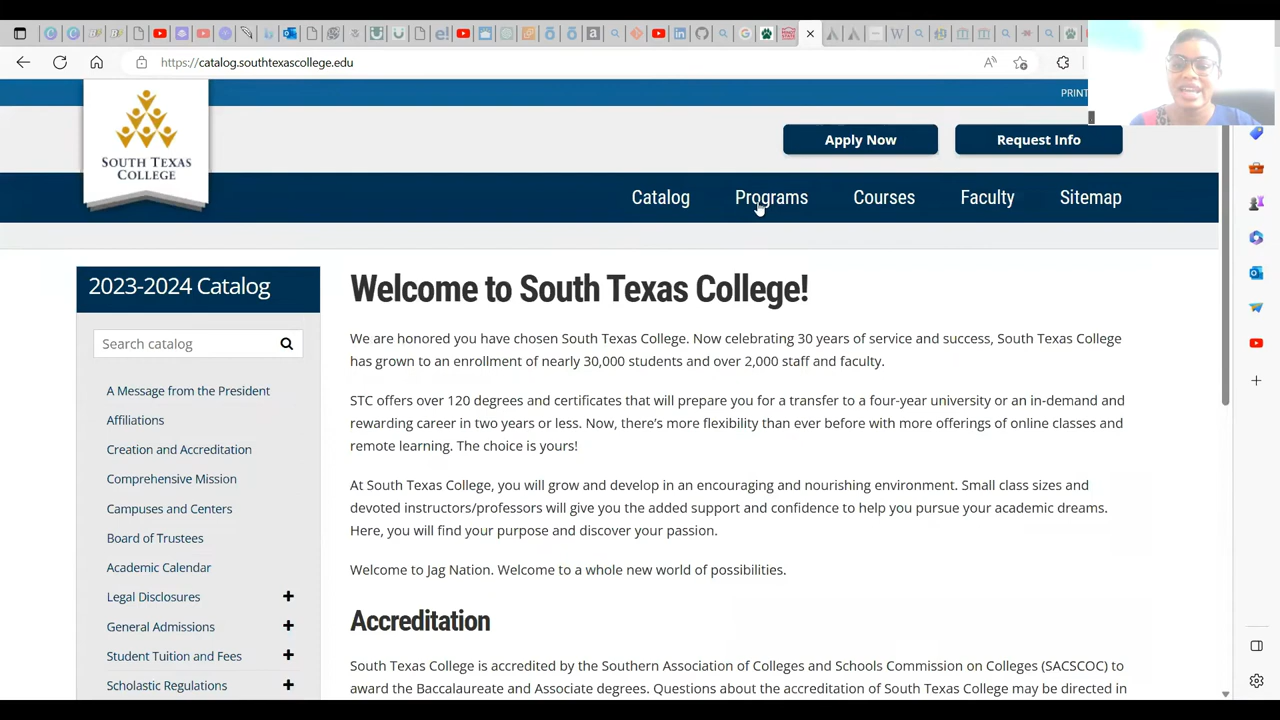 https://catalog.southtexascollege.edu
PRINT
SOUTH TEXAS
COLLEGE
Apply Now
Request Info
Catalog
Programs
Courses
Faculty
Sitemap
2023-2024 Catalog
Search catalog
A Message from the President
Affiliations
Creation and Accreditation
Comprehensive Mission
Campuses and Centers
Board of Trustees
Academic Calendar
Legal Disclosures
General Admissions
Student Tuition and Fees
Scholastic Regulations
Welcome to South Texas College!
We are honored you have chosen South Texas College. Now celebrating 30 years of service and success, South Texas College
has grown to an enrollment of nearly 30,000 students and over 2,000 staff and faculty.
STC offers over 120 degrees and certificates that will prepare you for a transfer to a four-year university or an in-demand and
rewarding career in two years or less. Now, there’s more flexibility than ever before with more offerings of online classes and
remote learning. The choice is yours!
At South Texas College, you will grow and develop in an encouraging and nourishing environment. Small class sizes and
devoted instructors/professors will give you the added support and confidence to help you pursue your academic dreams.
Here, you will find your purpose and discover your passion.
Welcome to Jag Nation. Welcome to a whole new world of possibilities.
Accreditation
South Texas College is accredited by the Southern Association of Colleges and Schools Commission on Colleges (SACSCOC) to
award the Baccalaureate and Associate degrees. Questions about the accreditation of South Texas College may be directed in